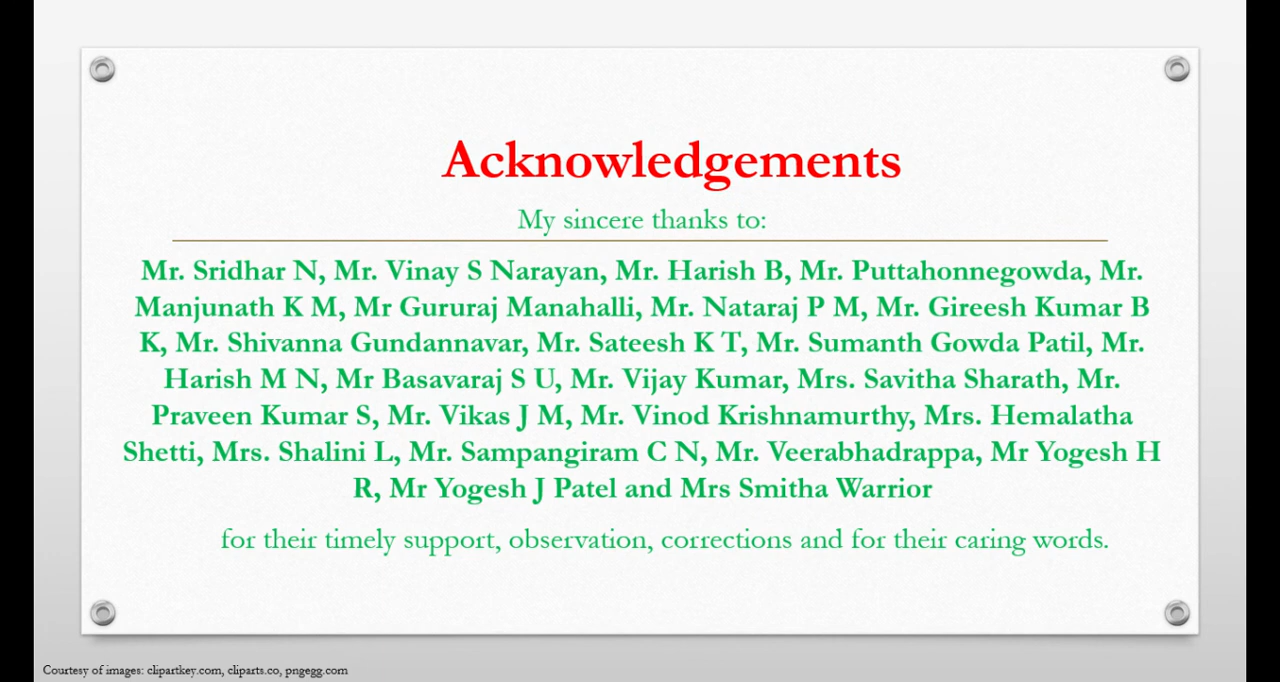 Acknowledgements
My sincere thanks to:
Mr. Sridhar N, Mr. Vinay S Narayan, Mr. Harish B, Mr. Puttahonnegowda, Mr.
Manjunath K M, Mr Gururaj Manahalli, Mr. Nataraj P M, Mr. Gireesh Kumar B
K, Mr. Shivanna Gundannavar, Mr. Sateesh K T, Mr. Sumanth Gowda Patil, Mr.
Harish M N, Mr Basavaraj S U, Mr. Vijay Kumar, Mrs. Savitha Sharath, Mr.
Praveen Kumar S, Mr. Vikas J M, Mr. Vinod Krishnamurthy, Mrs. Hemalatha
Shetti, Mrs. Shalini L, Mr. Sampangiram C N, Mr. Veerabhadrappa, Mr Yogesh H
R, Mr Yogesh J Patel and Mrs Smitha Warrior
for their timely support, observation, corrections and for their caring words.
Courtesy of images: clipartkey.com, cliparts.co, pngegg.com